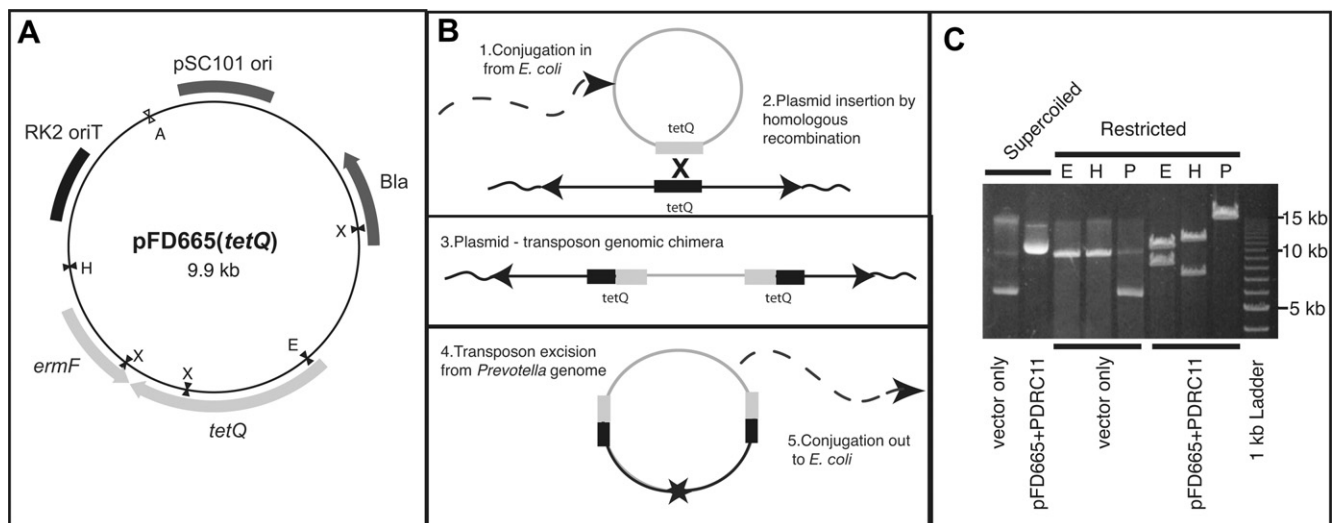 A
pSC101 ori
A
RK2 oriT
Bla
X
pFD665(tetQ)
9.9 kb
H
X
X
E
ermF
tetQ
B
1.Conjugation in
from E. coli
2.Plasmid insertion by
homologous
recombination
tetQ
X
tetQ
3.Plasmid - transposon genomic chimera
tetQ
tetQ
4.Transposon excision
from Prevotella genome
5.Conjugation out
to E. coli
C
Supercoiled
Restricted
E H P E H P
15 kb
10 kb
5 kb
vector only
pFD665+PDRC11
vector only
pFD665+PDRC11
1 kb Ladder